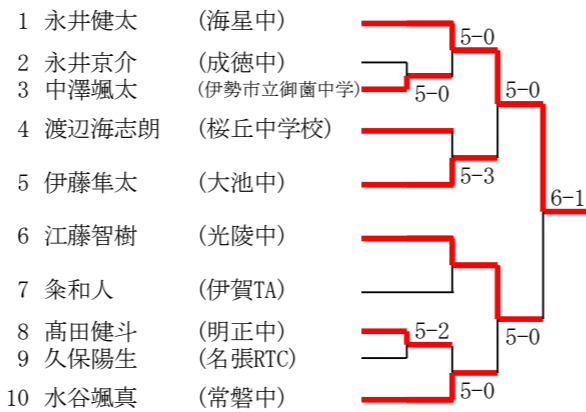 1 永井健太 (海星中)
5-0
2 永井京介 (成徳中)
5-0
3 中澤颯太 (伊勢市立御薗中学)
5-0
5-0
4 渡辺海志朗 (桜丘中学校)
5 伊藤隼太 (大池中)
5-3
6-1
6 江藤智樹 (光陵中)
7 粂和人 (伊賀TA)
8 髙田健斗 (明正中)
5-2
5-0
9 久保陽生 (名張RTC)
10 水谷颯真 (常磐中)
5-0